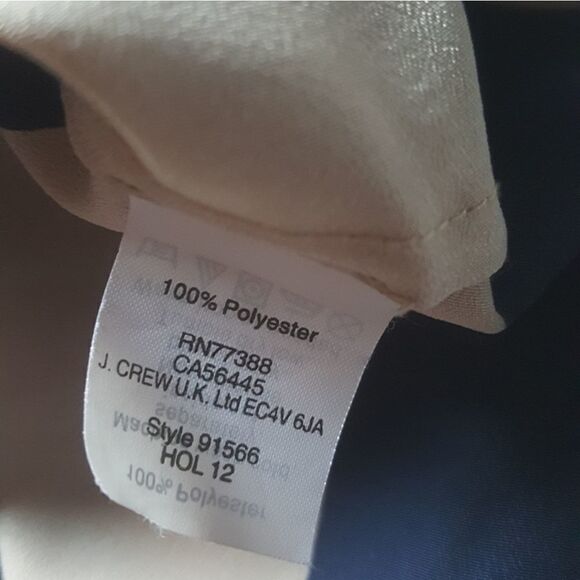 100% Polyester
RN77388
CA56445
J. CREW U.K. Ltd EC4V 6JA
Style 91566
HOL 12